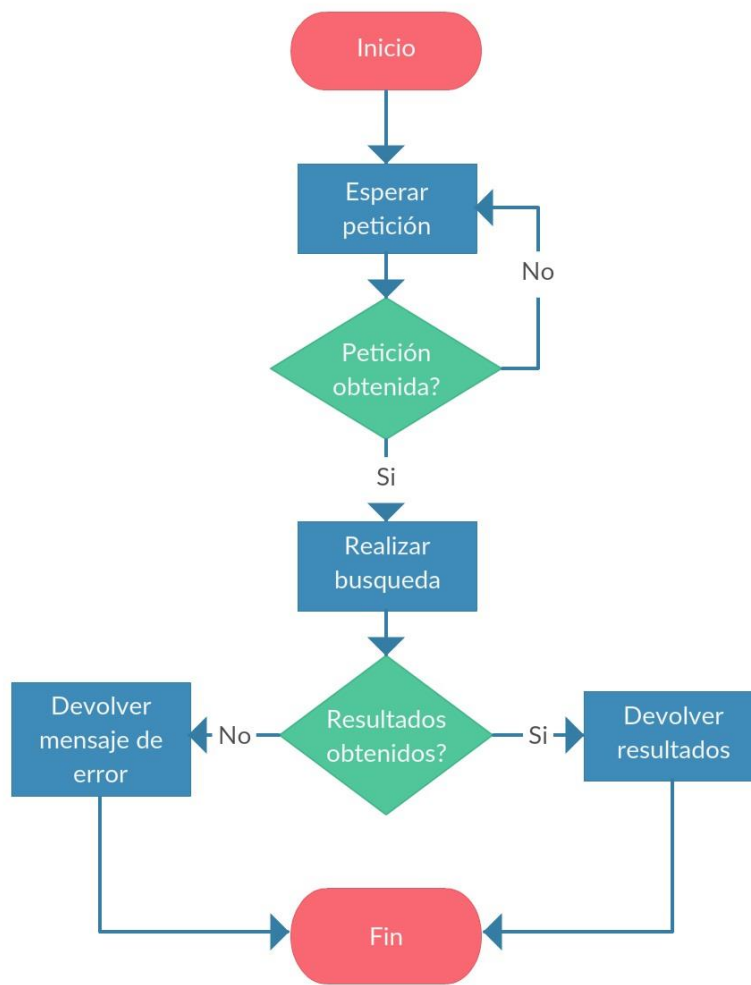 Inicio
Esperar
petición
No
Petición
obtenida?
Si
Realizar
busqueda
Devolver
mensaje de
error
No
Resultados
obtenidos?
Si
Devolver
resultados
Fin